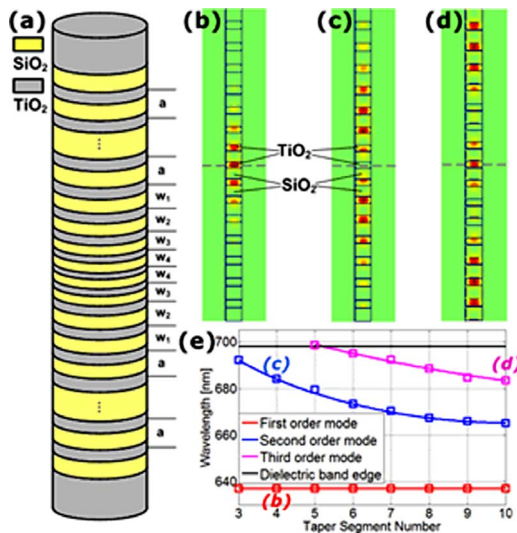 (a)
SiO₂
TiO₂
a
a
w₁
w₂
w₃
w₄
w₄
w₃
w₂
w₁
a
a
(b)
(c)
(d)
TiO₂
SiO₂
(e)
Wavelength [nm]
700
680
660
640
(c)
(d)
First order mode
Second order mode
Third order mode
Dielectric band edge
(b)
3 4 5 6 7 8 9 10
Taper Segment Number